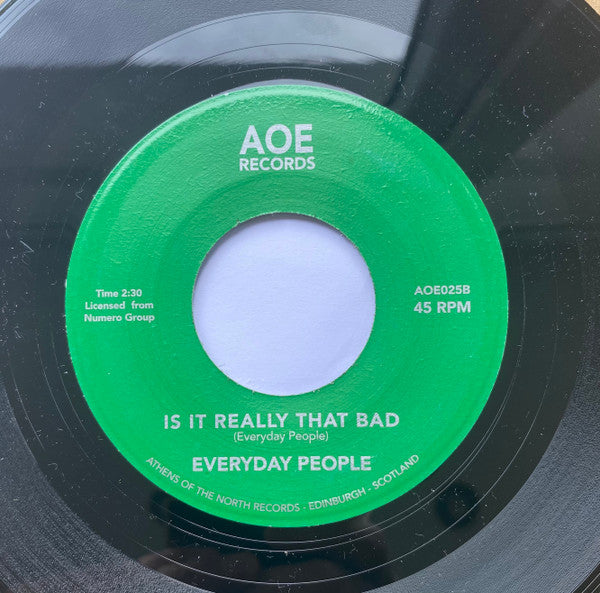 AOE
RECORDS
Time 2:30
Licensed from
Numero Group
AOE025B
45 RPM
IS IT REALLY THAT BAD
(Everyday People)
EVERYDAY PEOPLE
ATHENS OF THE NORTH RECORDS - EDINBURGH - SCOTLAND